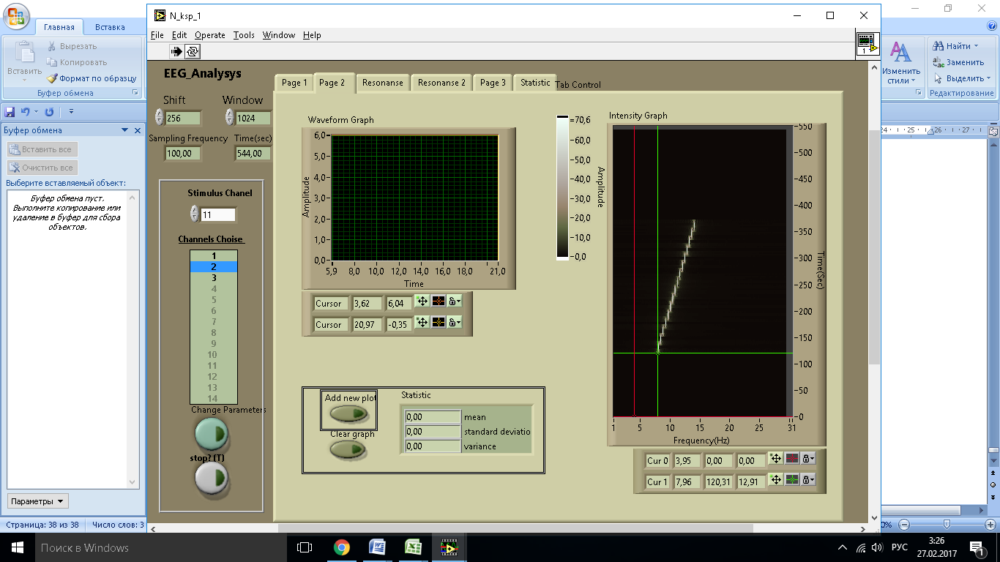 N_ksp_1
File Edit Operate Tools Window Help
1
Главная Вставка
Вставить
Вырезать
Копировать
Формат по образцу
Буфер обмена
Изменить стили
Найти
Заменить
Выделить
Редактирование
Буфер обмена
Вставить все
Очистить все
Выберите вставляемый объект:
Буфер обмена пуст.
Выполните копирование или
удаление в буфер для сбора
объектов.
Параметры
EEG_Analysys
Shift Window
256 1024
Sampling Frequency Time(sec)
100,00 544,00
Stimulus Chanel
11
Channels Choise
1
2
3
4
5
6
7
8
9
10
11
12
13
14
Change Parameters
stop? (T)
Page 1 Page 2 Resonanse Resonanse 2 Page 3 Statistic Tab Control
Waveform Graph
6,0
5,0
4,0
3,0
2,0
1,0
0,0
Amplitude
5,9 8,0 10,0 12,0 14,0 16,0 18,0 21,0
Time
Cursor 3,62 6,04
Cursor 20,97 -0,35
Add new plot
Clear graph
Statistic
0,00 mean
0,00 standard deviatio
0,00 variance
70,6
60,0
50,0
40,0
30,0
20,0
10,0
0,0
Amplitude
Intensity Graph
550
500
450
400
350
300
250
200
150
100
50
0
Time(Sec)
1 5 10 15 20 25 31
Frequency(Hz)
Cur 0 3,95 0,00 0,00
Cur 1 7,96 120,31 12,91
24 25 26 27
Страница: 38 из 38 Число слов: 3
0%
Поиск в Windows
РУС
3:26
27.02.2017
1